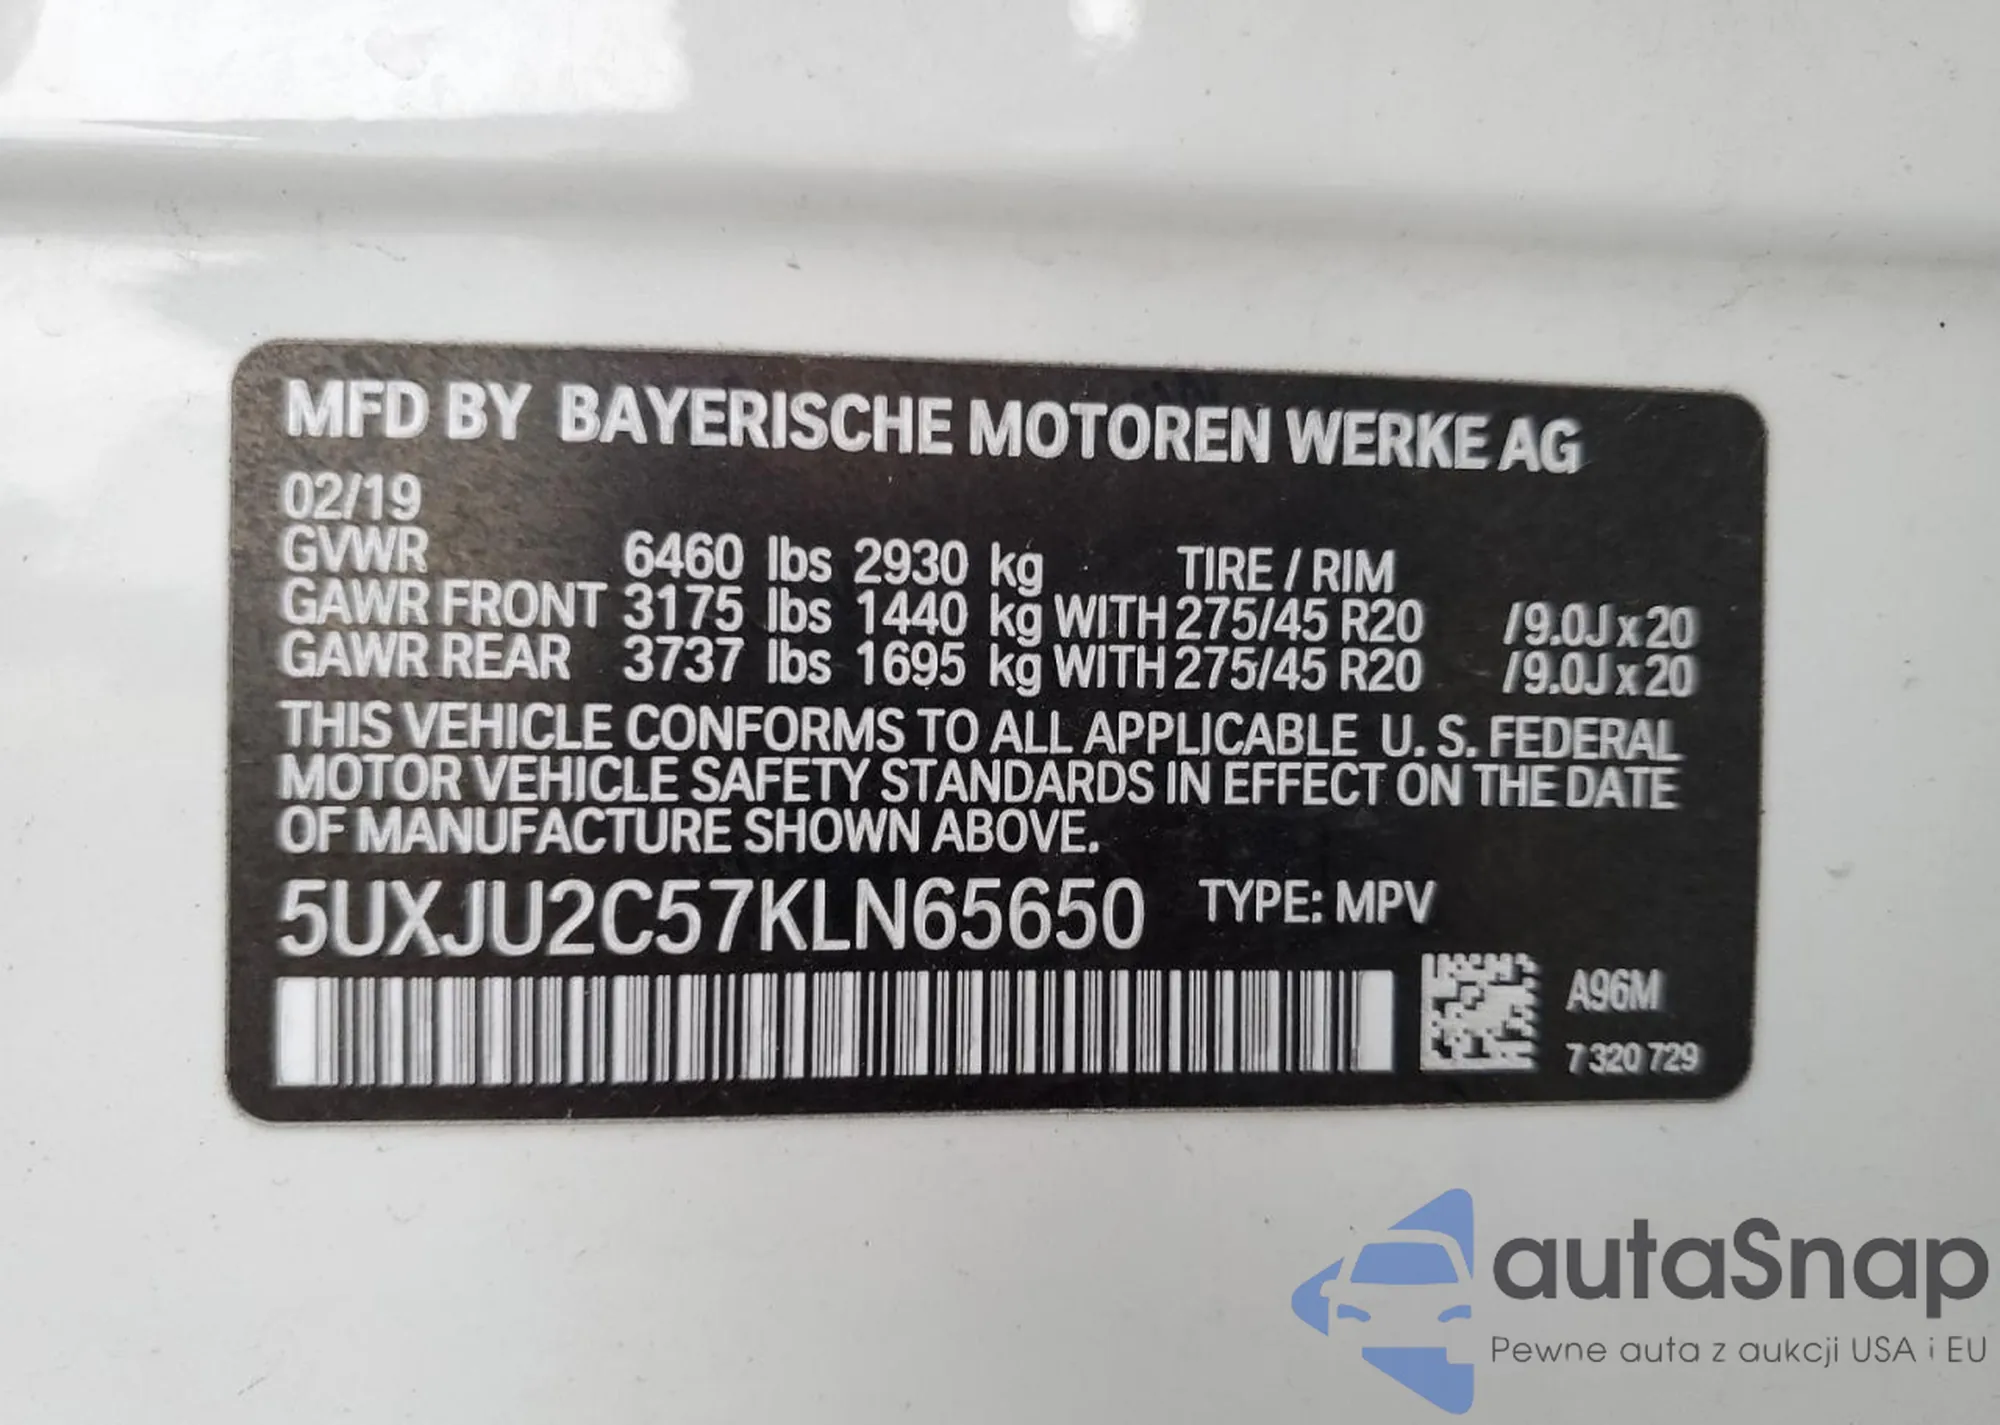 MFD BY BAYERISCHE MOTOREN WERKE AG
02/19
GVWR 6460 lbs 2930 kg TIRE / RIM
GAWR FRONT 3175 lbs 1440 kg WITH 275/45 R20 /9.0J x 20
GAWR REAR 3737 lbs 1695 kg WITH 275/45 R20 /9.0J x 20
THIS VEHICLE CONFORMS TO ALL APPLICABLE U. S. FEDERAL
MOTOR VEHICLE SAFETY STANDARDS IN EFFECT ON THE DATE
OF MANUFACTURE SHOWN ABOVE.
5UXJU2C57KLN65650 TYPE: MPV
A96M
7 320 729
autaSnap
Pewne auta z aukcji USA i EU